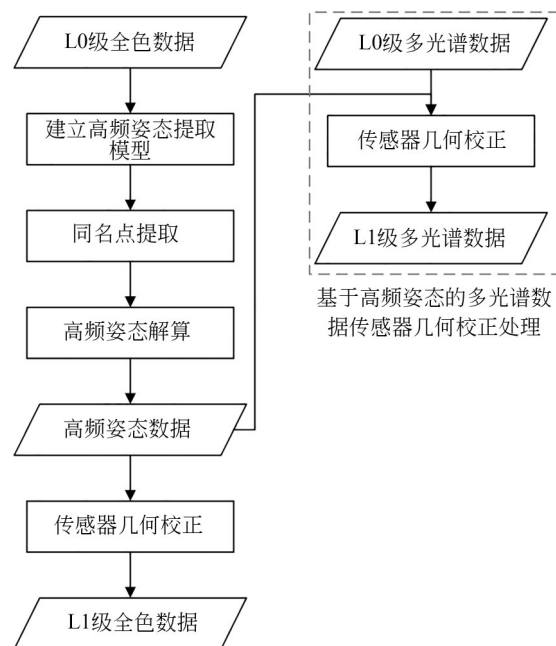 L0级全色数据
建立高频姿态提取
模型
同名点提取
高频姿态解算
高频姿态数据
传感器几何校正
L1级全色数据
L0级多光谱数据
传感器几何校正
L1级多光谱数据
基于高频姿态的多光谱数
据传感器几何校正处理